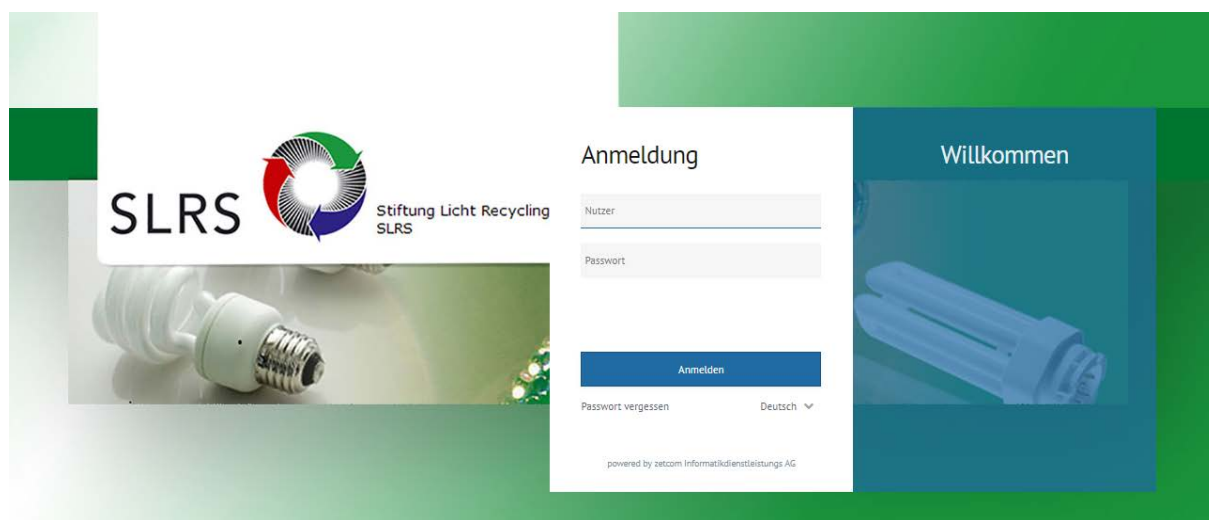 SLRS
Stiftung Licht Recycling
SLRS
Anmeldung
Nutzer
Passwort
Anmelden
Passwort vergessen
Deutsch
powered by zetcom Informatikdienstleistungs AG
Willkommen